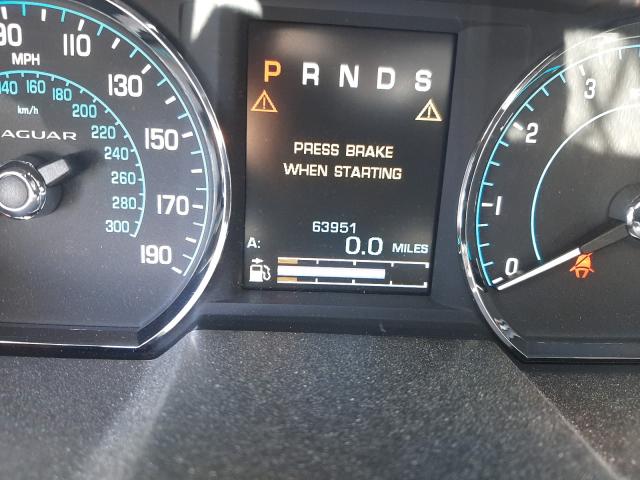 90
110
MPH
130
140 160
180
km/h
200
150
220
AGUAR
240
260
170
280
300
190
P R N D S
PRESS BRAKE
WHEN STARTING
63951
A: 0.0 MILES
3
2
1
0